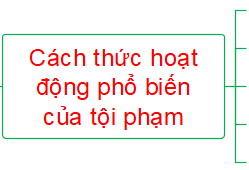 Cách thức hoạt
động phổ biến
của tội phạm